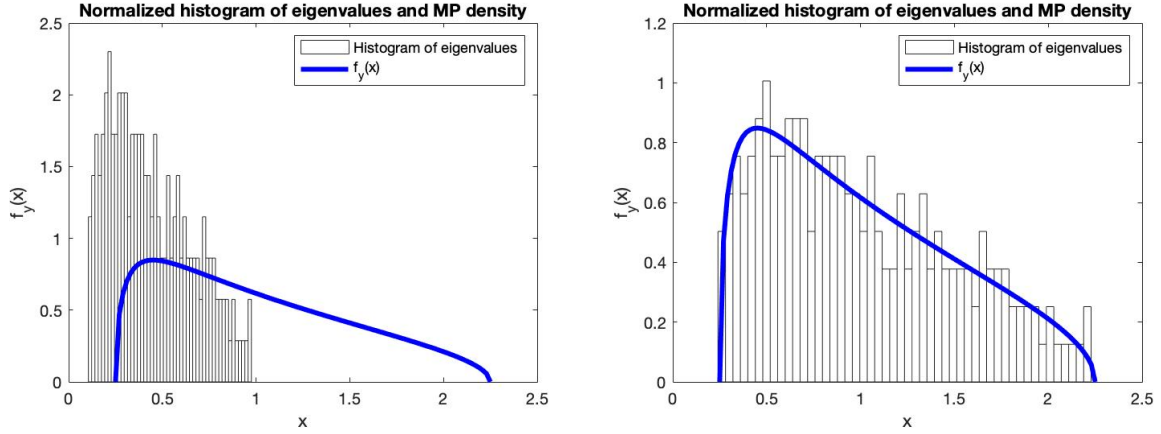 Normalized histogram of eigenvalues and MP density
2.5
2
1.5
1
0.5
0
f_y(x)
Histogram of eigenvalues
f_y(x)
0 0.5 1 1.5 2 2.5
x
Normalized histogram of eigenvalues and MP density
1.2
1
0.8
0.6
0.4
0.2
0
f_y(x)
Histogram of eigenvalues
f_y(x)
0 0.5 1 1.5 2 2.5
x